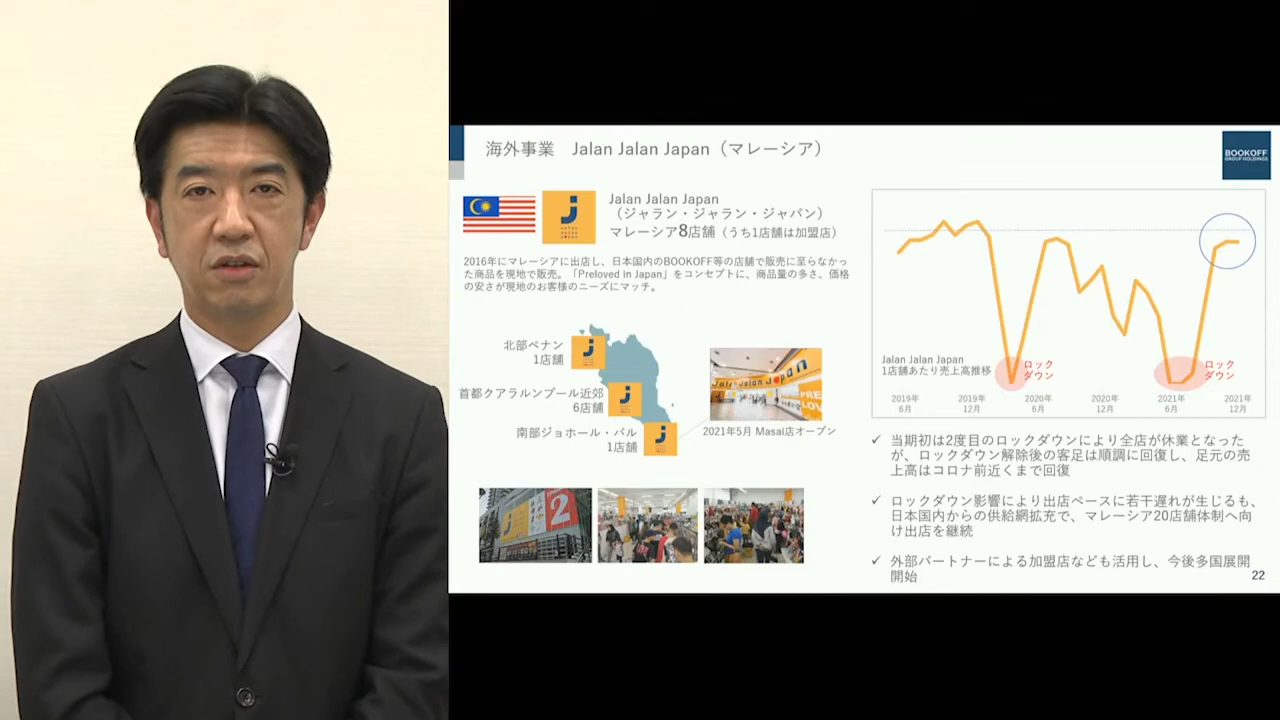 海外事業 Jalan Jalan Japan（マレーシア）
BOOKOFF
GROUP HOLDINGS
Jalan Jalan Japan
（ジャラン・ジャラン・ジャパン）
マレーシア8店舗（うち1店舗は加盟店）
2016年にマレーシアに出店し、日本国内のBOOKOFF等の店舗で販売に至らなかっ
た商品を現地で販売。「Preloved In Japan」をコンセプトに、商品量の多さ、価格
の安さが現地のお客様のニーズにマッチ。
北部ペナン
1店舗
首都クアラルンプール近郊
6店舗
南部ジョホール・バル
1店舗
Jalan Jalan Japan
2021年5月 Masai店オープン
2
Jalan Jalan Japan
1店舗あたり売上高推移
ロック
ダウン
ロック
ダウン
2019年
6月
2019年
12月
2020年
6月
2020年
12月
2021年
6月
2021年
12月
✓ 当期初は2度目のロックダウンにより全店が休業となった
が、ロックダウン解除後の客足は順調に回復し、足元の売
上高はコロナ前近くまで回復
✓ ロックダウン影響により出店ペースに若干遅れが生じるも、
日本国内からの供給網拡充で、マレーシア20店舗体制へ向
け出店を継続
✓ 外部パートナーによる加盟店なども活用し、今後多国展開
開始
22